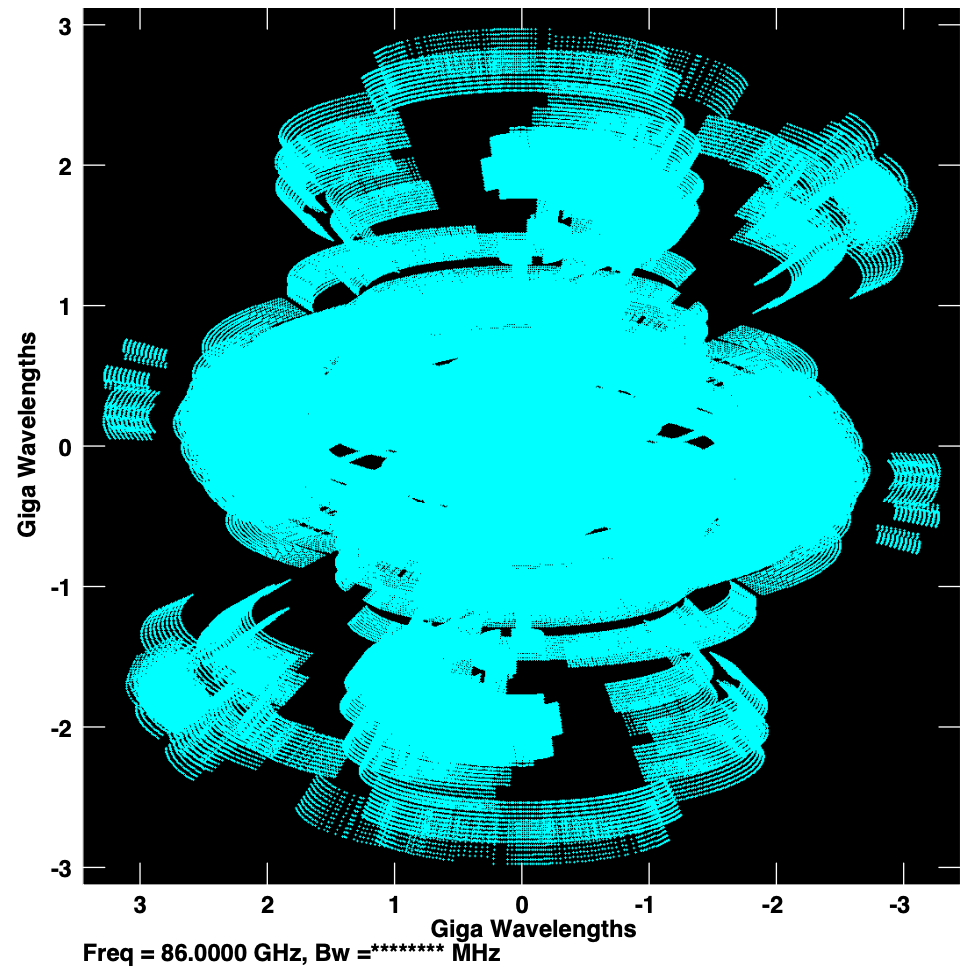 3
2
1
0
-1
-2
-3
Giga Wavelengths
3 2 1 0 -1 -2 -3
Giga Wavelengths
Freq = 86.0000 GHz, Bw =******** MHz